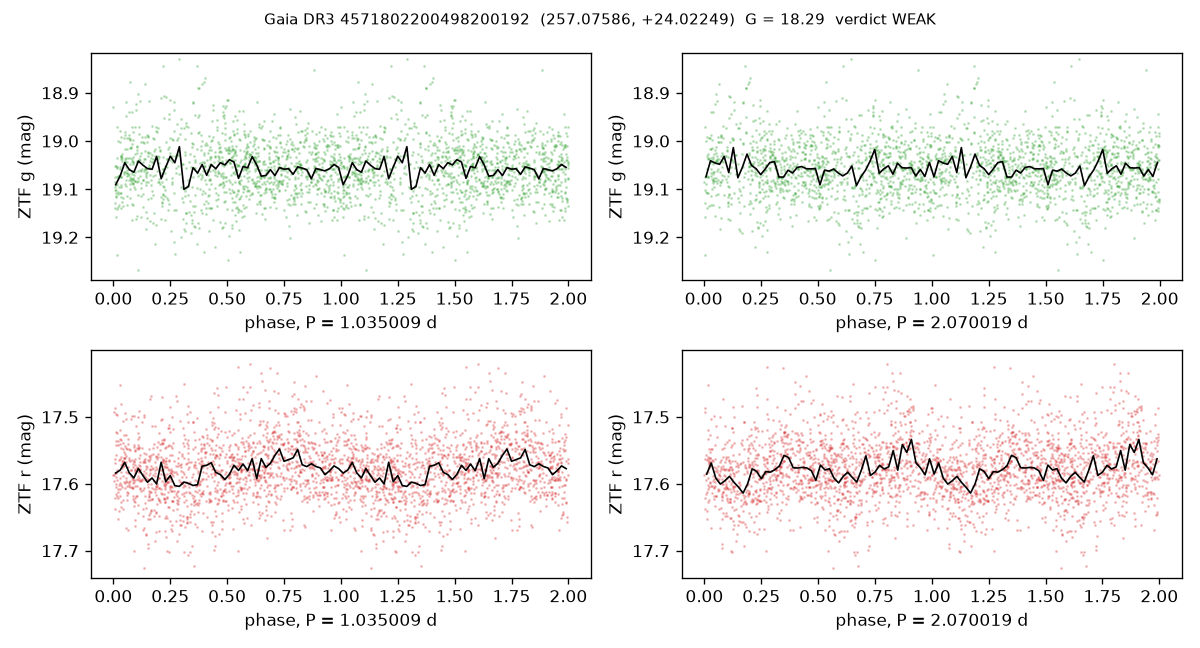 Gaia DR3 4571802200498200192 (257.07586, +24.02249) G = 18.29 verdict WEAK
ZTF g (mag)
18.9
19.0
19.1
19.2
0.00 0.25 0.50 0.75 1.00 1.25 1.50 1.75 2.00
phase, P = 1.035009 d
ZTF g (mag)
18.9
19.0
19.1
19.2
0.00 0.25 0.50 0.75 1.00 1.25 1.50 1.75 2.00
phase, P = 2.070019 d
ZTF r (mag)
17.5
17.6
17.7
0.00 0.25 0.50 0.75 1.00 1.25 1.50 1.75 2.00
phase, P = 1.035009 d
ZTF r (mag)
17.5
17.6
17.7
0.00 0.25 0.50 0.75 1.00 1.25 1.50 1.75 2.00
phase, P = 2.070019 d